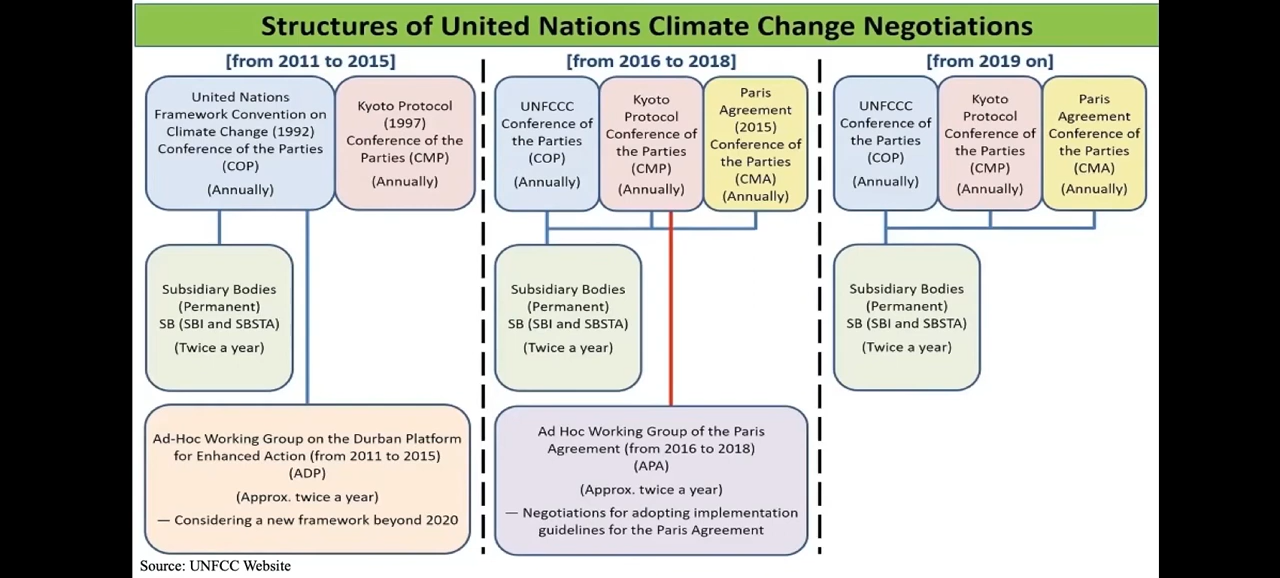 Structures of United Nations Climate Change Negotiations
[from 2011 to 2015]
United Nations
Framework Convention on
Climate Change (1992)
Conference of the Parties
(COP)
(Annually)
Kyoto Protocol
(1997)
Conference of the
Parties (CMP)
(Annually)
Subsidiary Bodies
(Permanent)
SB (SBI and SBSTA)
(Twice a year)
Ad-Hoc Working Group on the Durban Platform
for Enhanced Action (from 2011 to 2015)
(ADP)
(Approx. twice a year)
— Considering a new framework beyond 2020
[from 2016 to 2018]
UNFCCC
Conference of
the Parties
(COP)
(Annually)
Kyoto
Protocol
Conference of
the Parties
(CMP)
(Annually)
Paris
Agreement
(2015)
Conference of
the Parties
(CMA)
(Annually)
Subsidiary Bodies
(Permanent)
SB (SBI and SBSTA)
(Twice a year)
Ad Hoc Working Group of the Paris
Agreement (from 2016 to 2018)
(APA)
(Approx. twice a year)
— Negotiations for adopting implementation
guidelines for the Paris Agreement
[from 2019 on]
UNFCCC
Conference of
the Parties
(COP)
(Annually)
Kyoto
Protocol
Conference of
the Parties
(CMP)
(Annually)
Paris
Agreement
Conference of
the Parties
(CMA)
(Annually)
Subsidiary Bodies
(Permanent)
SB (SBI and SBSTA)
(Twice a year)
Source: UNFCC Website